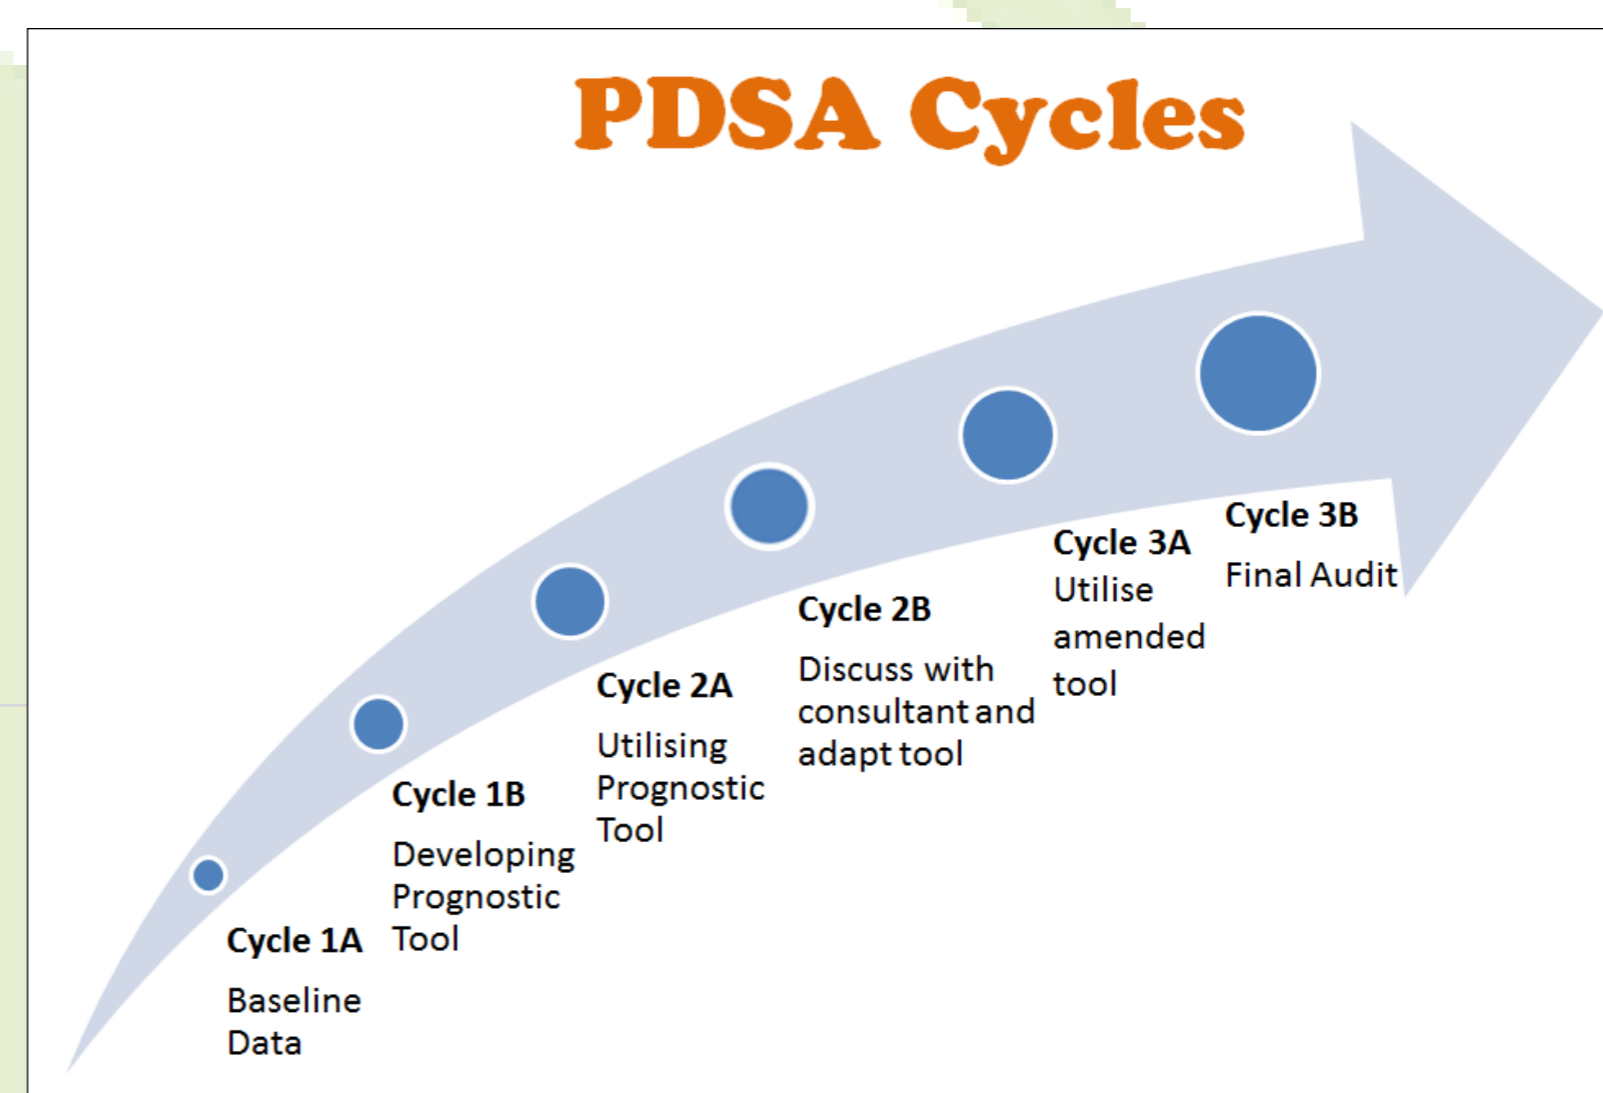 PDSA Cycles
Cycle 1A
Baseline
Data
Cycle 1B
Developing
Prognostic
Tool
Cycle 2A
Utilising
Prognostic
Tool
Cycle 2B
Discuss with
consultant and
adapt tool
Cycle 3A
Utilise
amended
tool
Cycle 3B
Final Audit